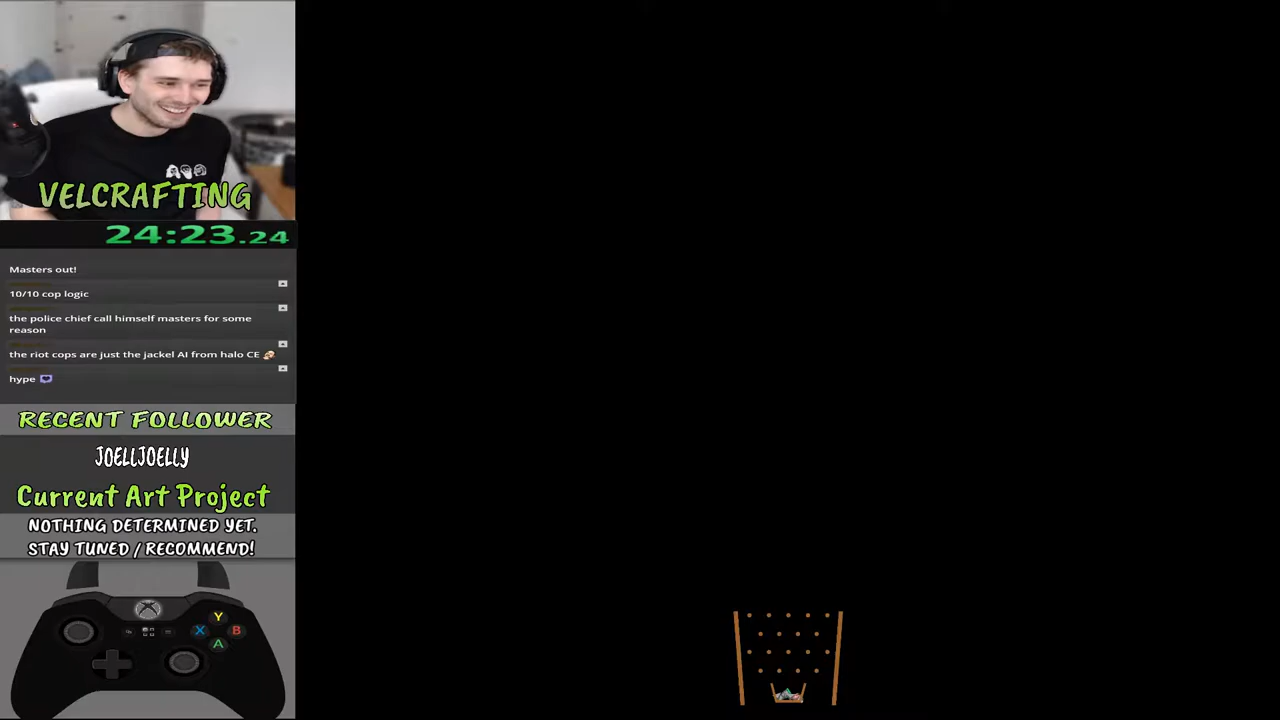 VELCRAFTING
24:23.24
Masters out!
10/10 cop logic
the police chief call himself masters for some
reason
the riot cops are just the jackel AI from halo CE
hype
RECENT FOLLOWER
JOELLJOELLY
Current Art Project
NOTHING DETERMINED YET.
STAY TUNED / RECOMMEND!
Y
X B
A